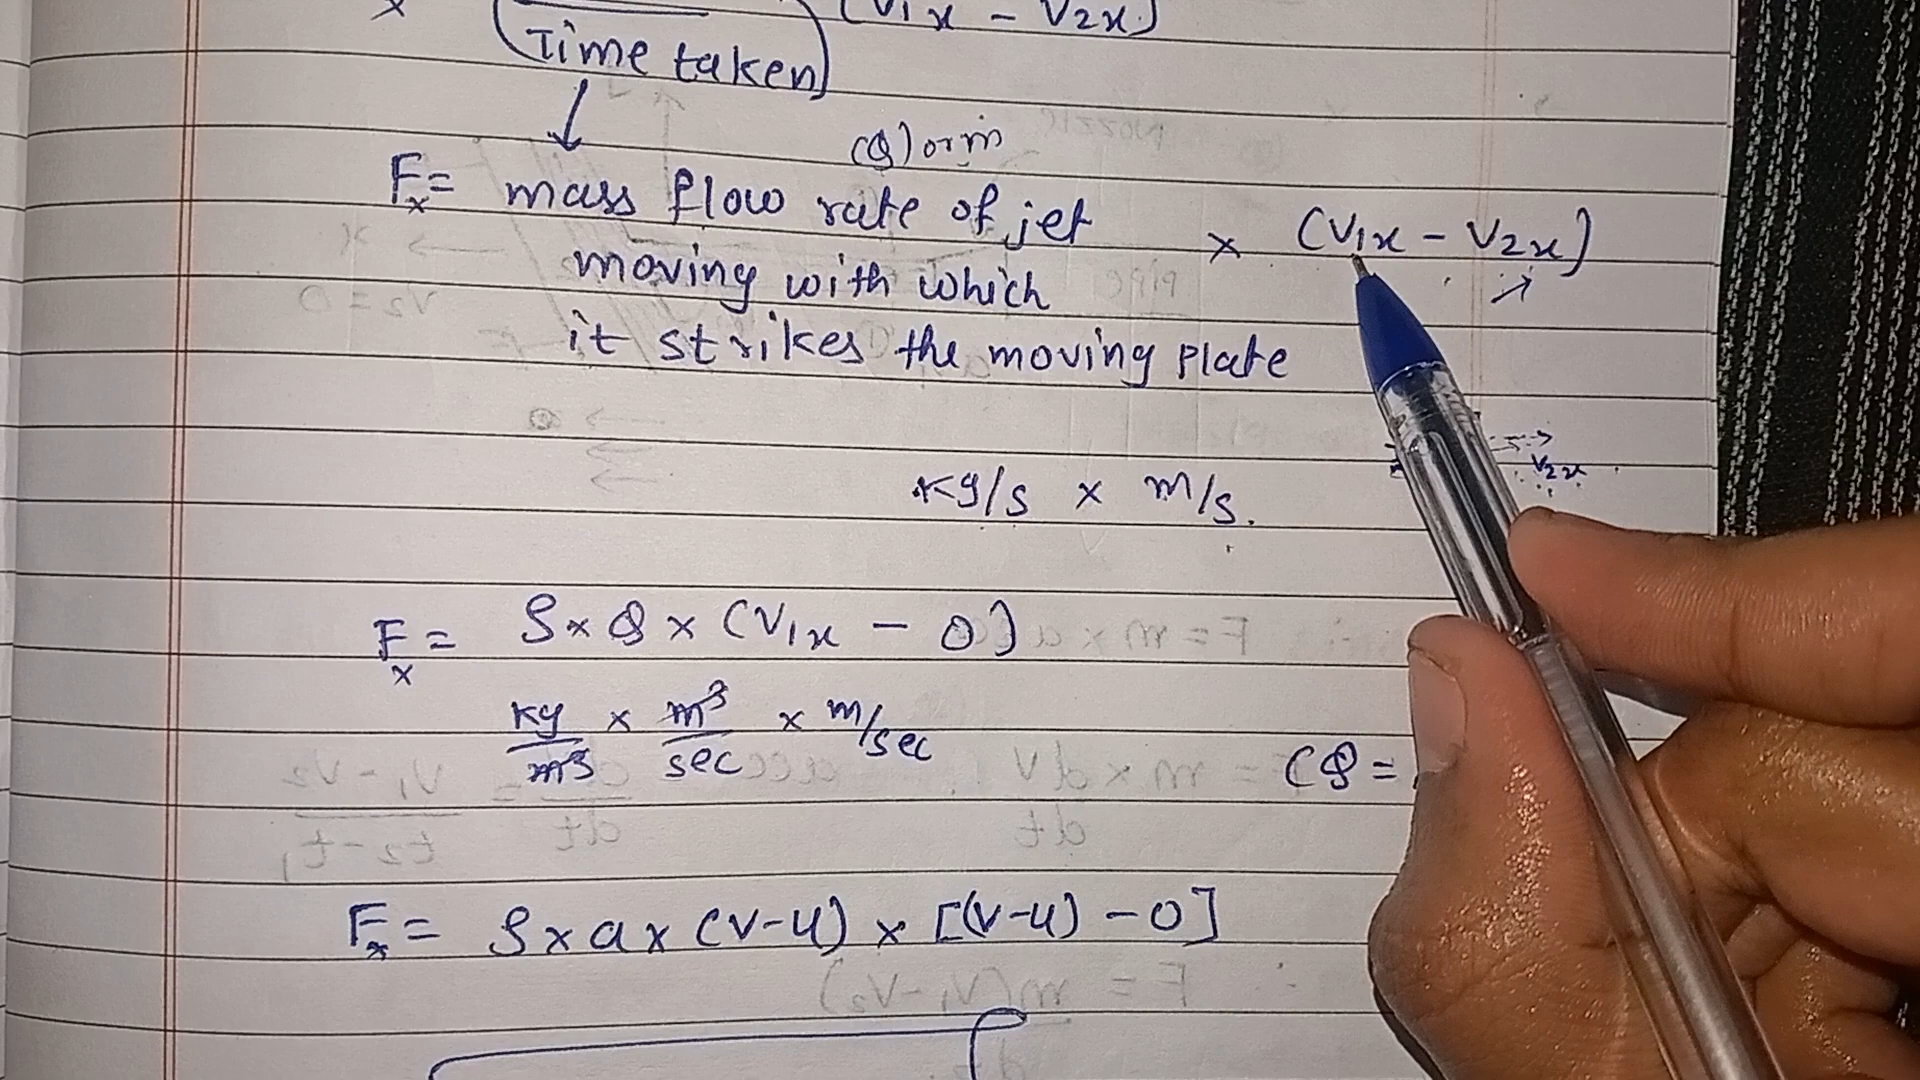 x (V1x - V2x)
Time taken
↓
(Q) or ṁ
Fx = mass flow rate of jet x (V1x - V2x)
moving with which
it strikes the moving plate
V2x
Kg/s x m/s.
Fx = ρ x Q x (V1x - 0)
Kg/m³ x m³/sec x m/sec
(Q =
Fx = ρ x a x (V-u) x [(V-u) - 0]